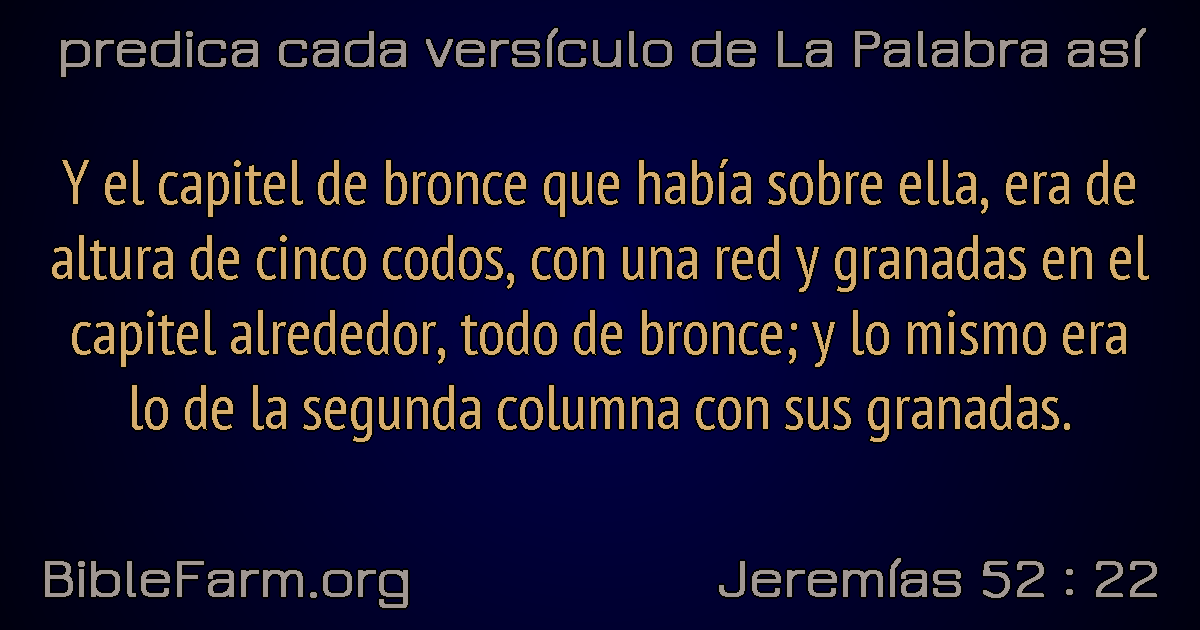 predica cada versículo de La Palabra así
Y el capitel de bronce que había sobre ella, era de
altura de cinco codos, con una red y granadas en el
capitel alrededor, todo de bronce; y lo mismo era
lo de la segunda columna con sus granadas.
BibleFarm.org
Jeremías 52 : 22